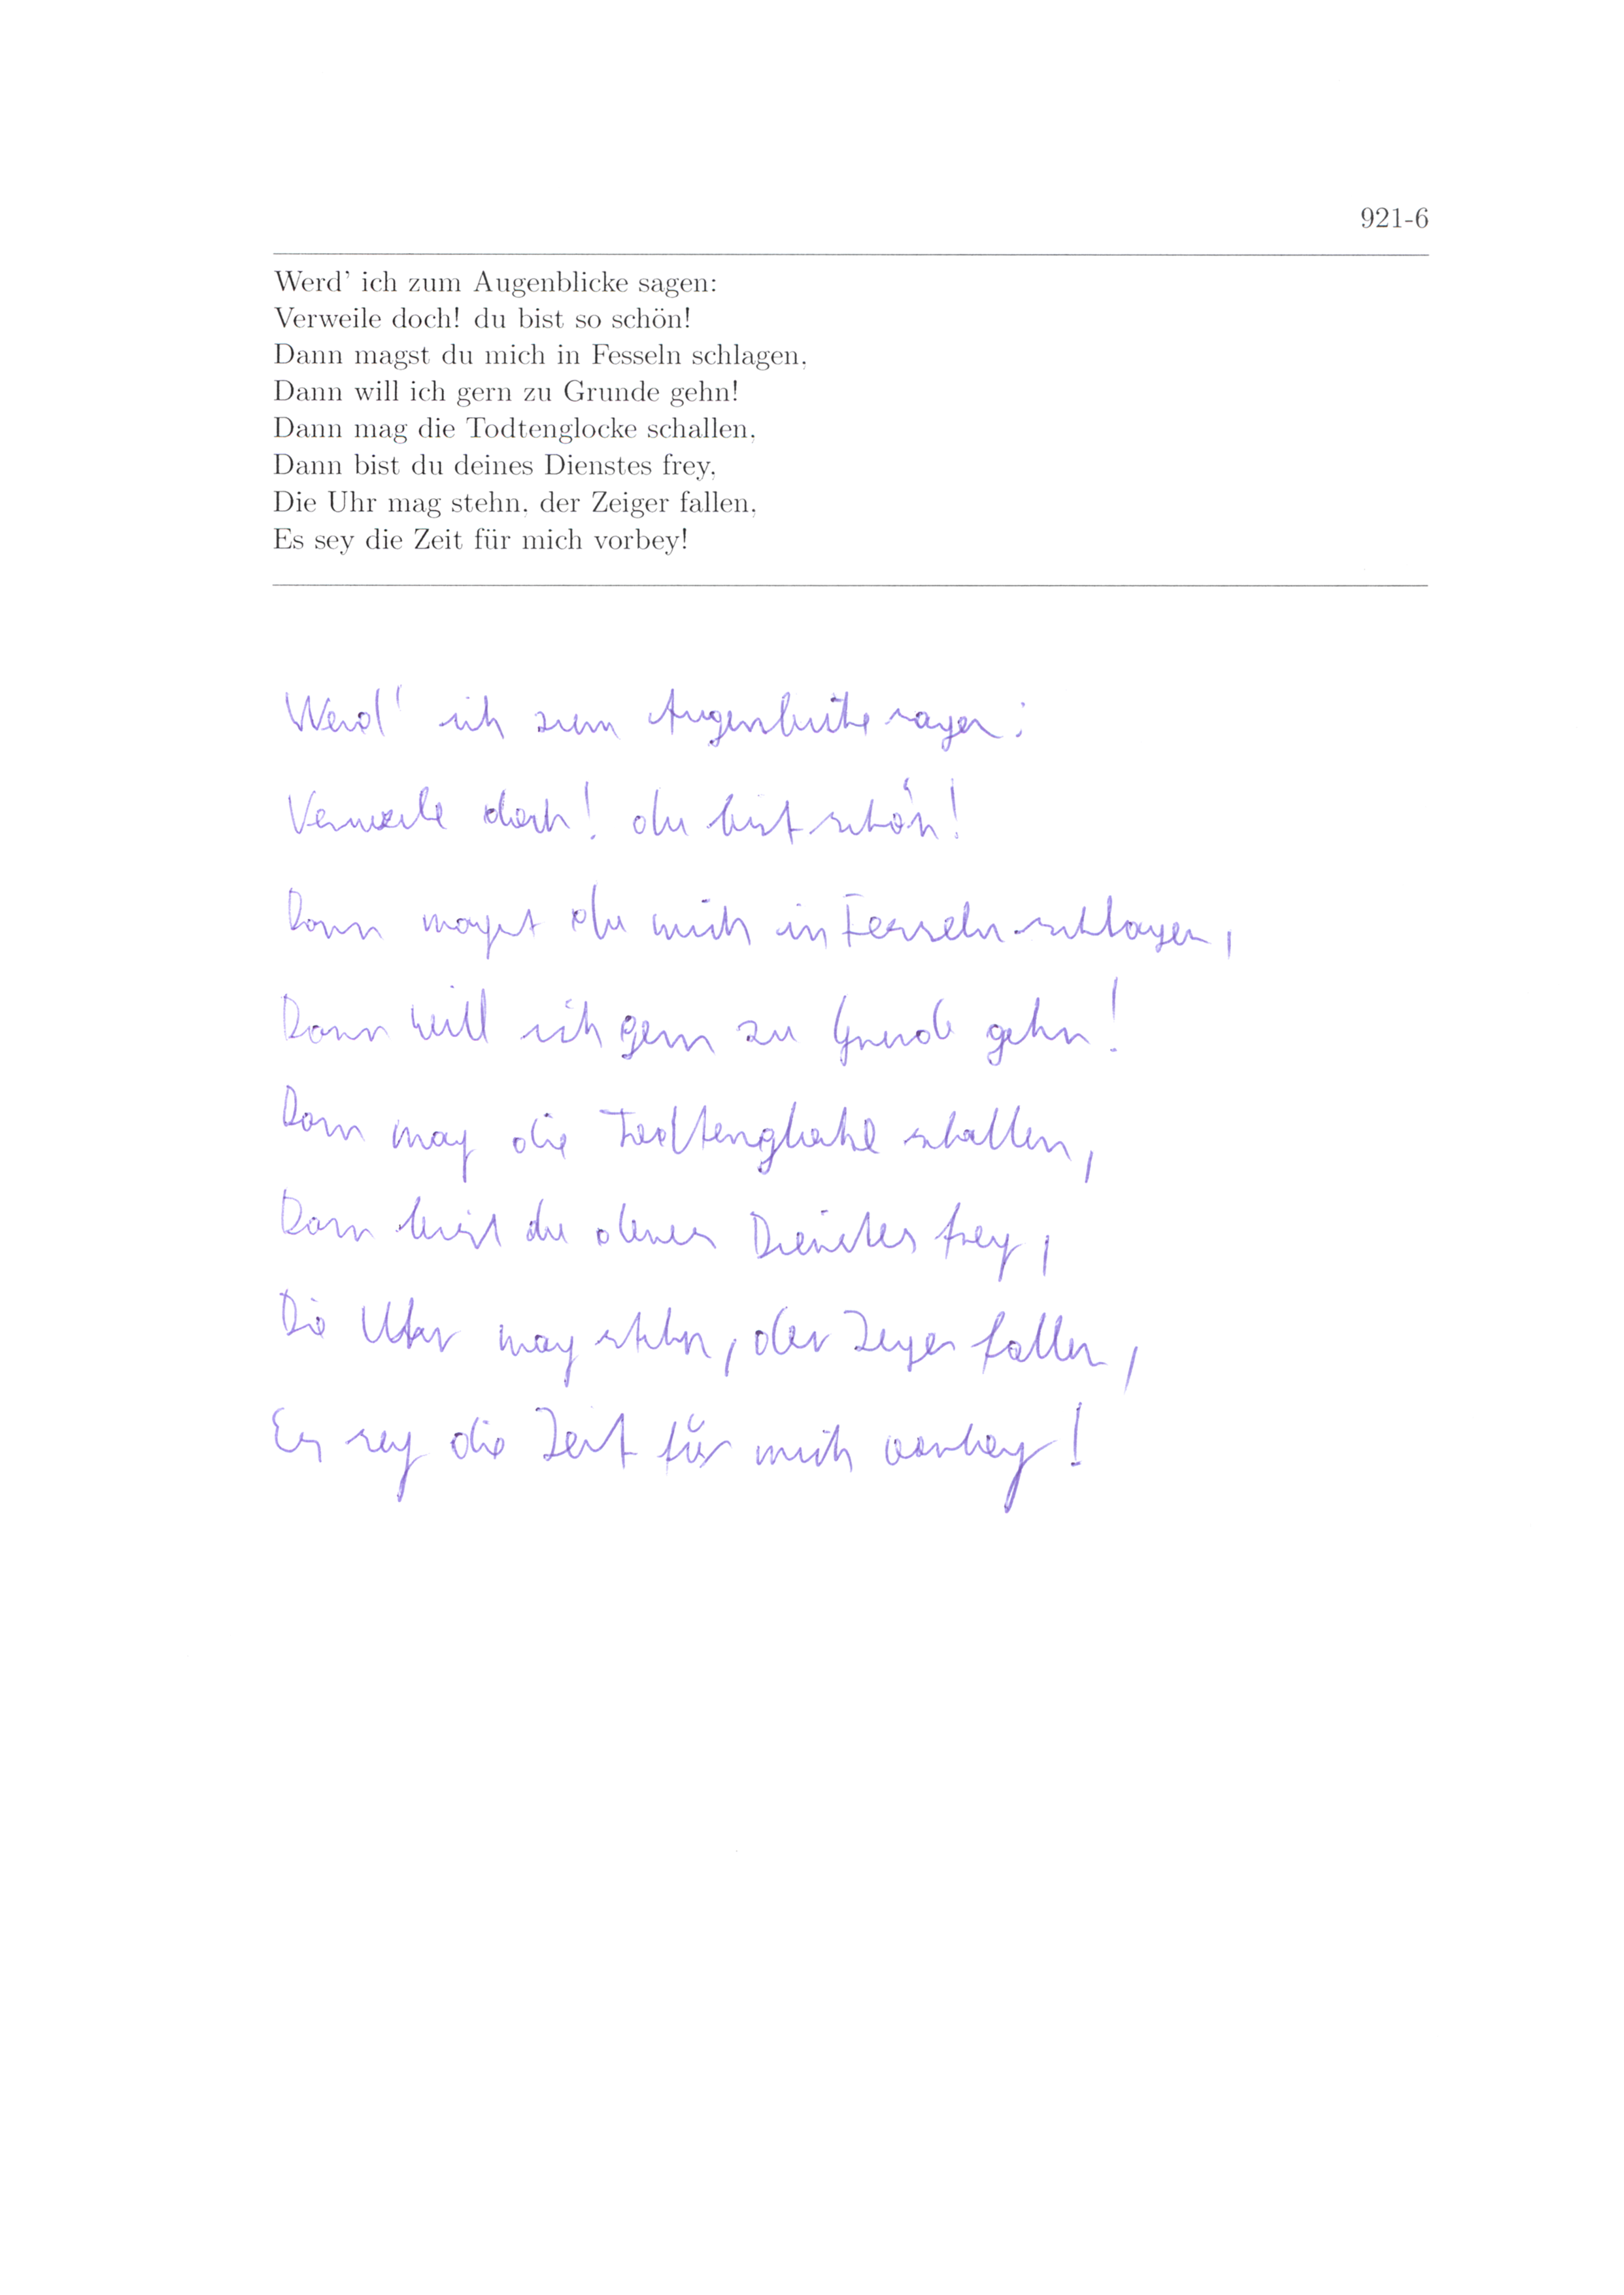 921-6
Werd' ich zum Augenblicke sagen:
Verweile doch! du bist so schön!
Dann magst du mich in Fesseln schlagen,
Dann will ich gern zu Grunde gehn!
Dann mag die Todtenglocke schallen,
Dann bist du deines Dienstes frey,
Die Uhr mag stehn, der Zeiger fallen,
Es sey die Zeit für mich vorbey!
Werd' ich zum Augenblicke sagen:
Verweile doch! du bist schön!
Dann magst du mich in Fesseln schlagen,
Dann will ich gern zu Grunde gehn!
Dann mag die Todtenglocke schallen,
Dann bist du deines Dienstes frey,
Die Uhr mag stehn, der Zeiger fallen,
Es sey die Zeit für mich vorbey!